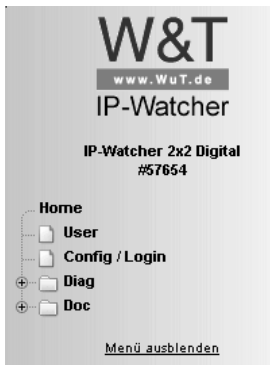 W&T
www.WuT.de
IP-Watcher
IP-Watcher 2x2 Digital
#57654
Home
User
Config / Login
Diag
Doc
Menü ausblenden